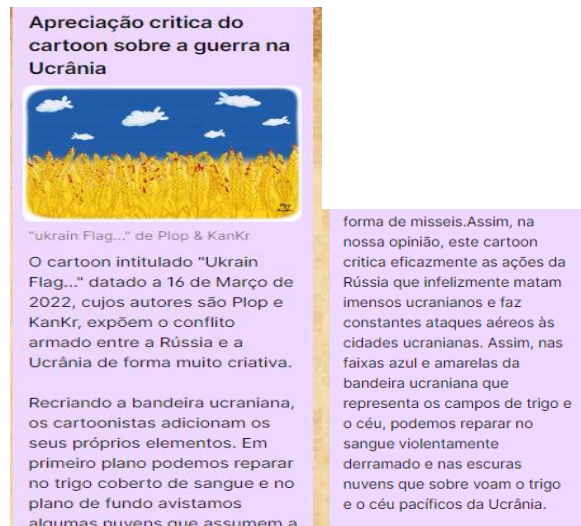 Apreciação critica do
cartoon sobre a guerra na
Ucrânia
"ukrain Flag..." de Plop & KanKr
O cartoon intitulado "Ukrain
Flag..." datado a 16 de Março de
2022, cujos autores são Plop e
KanKr, expõem o conflito
armado entre a Rússia e a
Ucrânia de forma muito criativa.
Recriando a bandeira ucraniana,
os cartoonistas adicionam os
seus próprios elementos. Em
primeiro plano podemos reparar
no trigo coberto de sangue e no
plano de fundo avistamos
algumas nuvens que assumem a
forma de misseis.Assim, na
nossa opinião, este cartoon
critica eficazmente as ações da
Rússia que infelizmente matam
imensos ucranianos e faz
constantes ataques aéreos às
cidades ucranianas. Assim, nas
faixas azul e amarelas da
bandeira ucraniana que
representa os campos de trigo e
o céu, podemos reparar no
sangue violentamente
derramado e nas escuras
nuvens que sobre voam o trigo
e o céu pacíficos da Ucrânia.